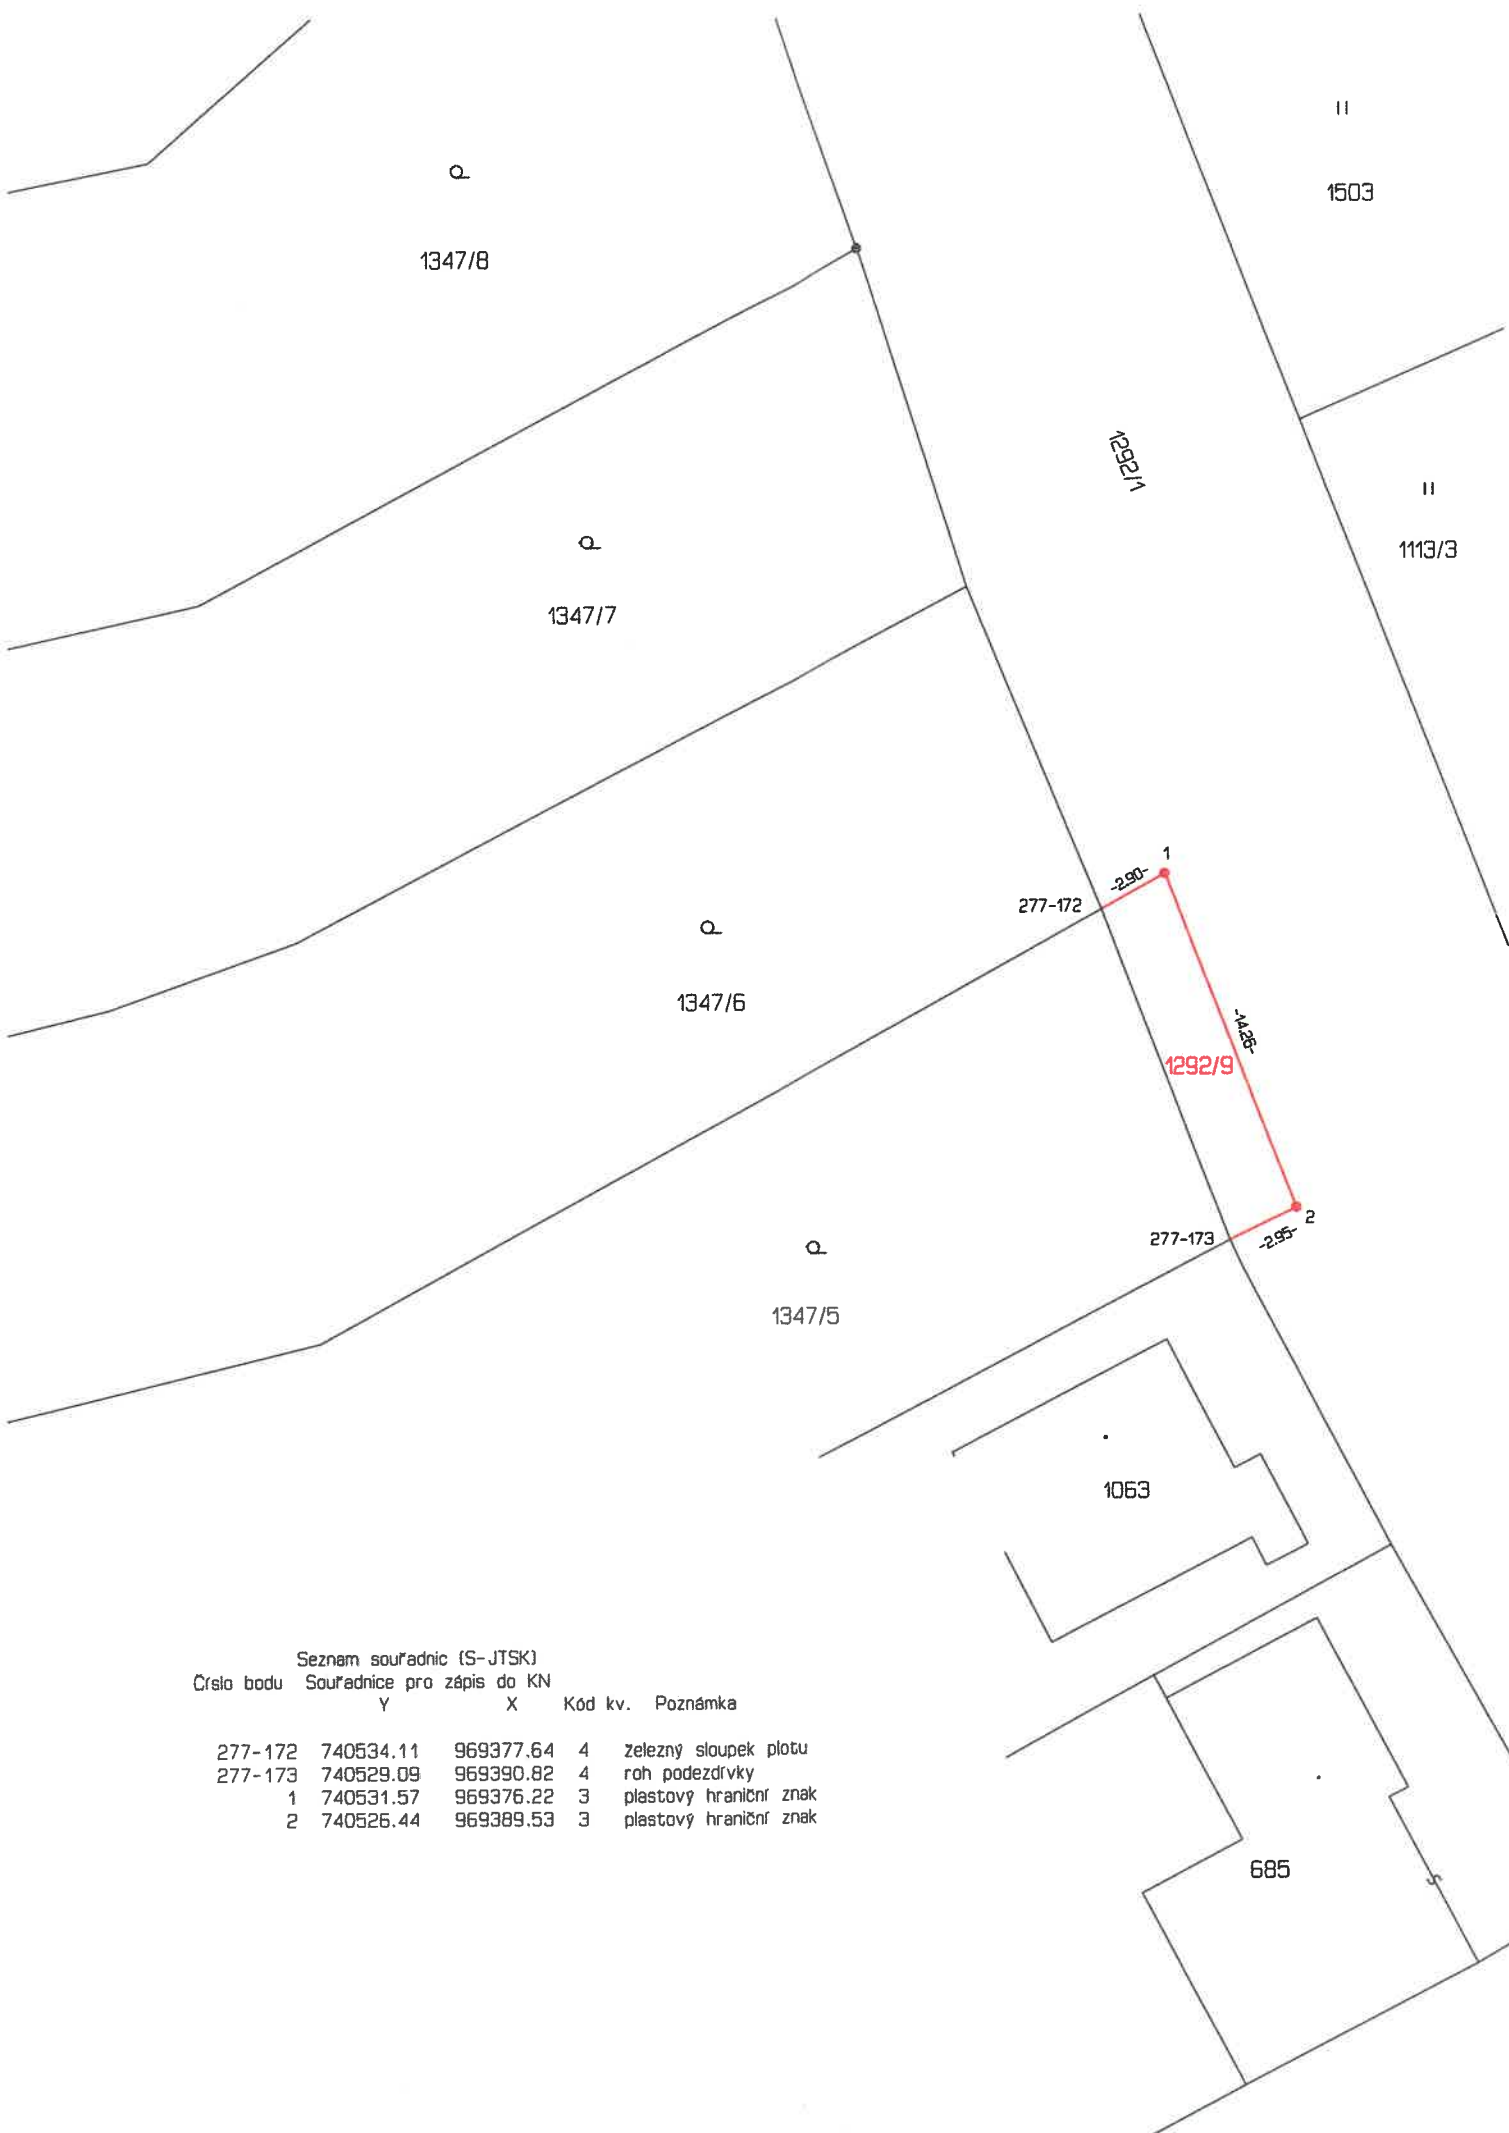 1503
1347/8
1292/1
1113/3
1347/7
1
-2.90-
277-172
1347/6
-14.26-
1292/9
2
277-173
-2.95-
1347/5
1063
Seznam souřadnic (S-JTSK)
Číslo bodu Souřadnice pro zápis do KN
Y X Kód kv. Poznámka
277-172 740534.11 969377.64 4 železný sloupek plotu
277-173 740529.09 969390.82 4 roh podezdívky
1 740531.57 969376.22 3 plastový hraniční znak
2 740526.44 969389.53 3 plastový hraniční znak
685